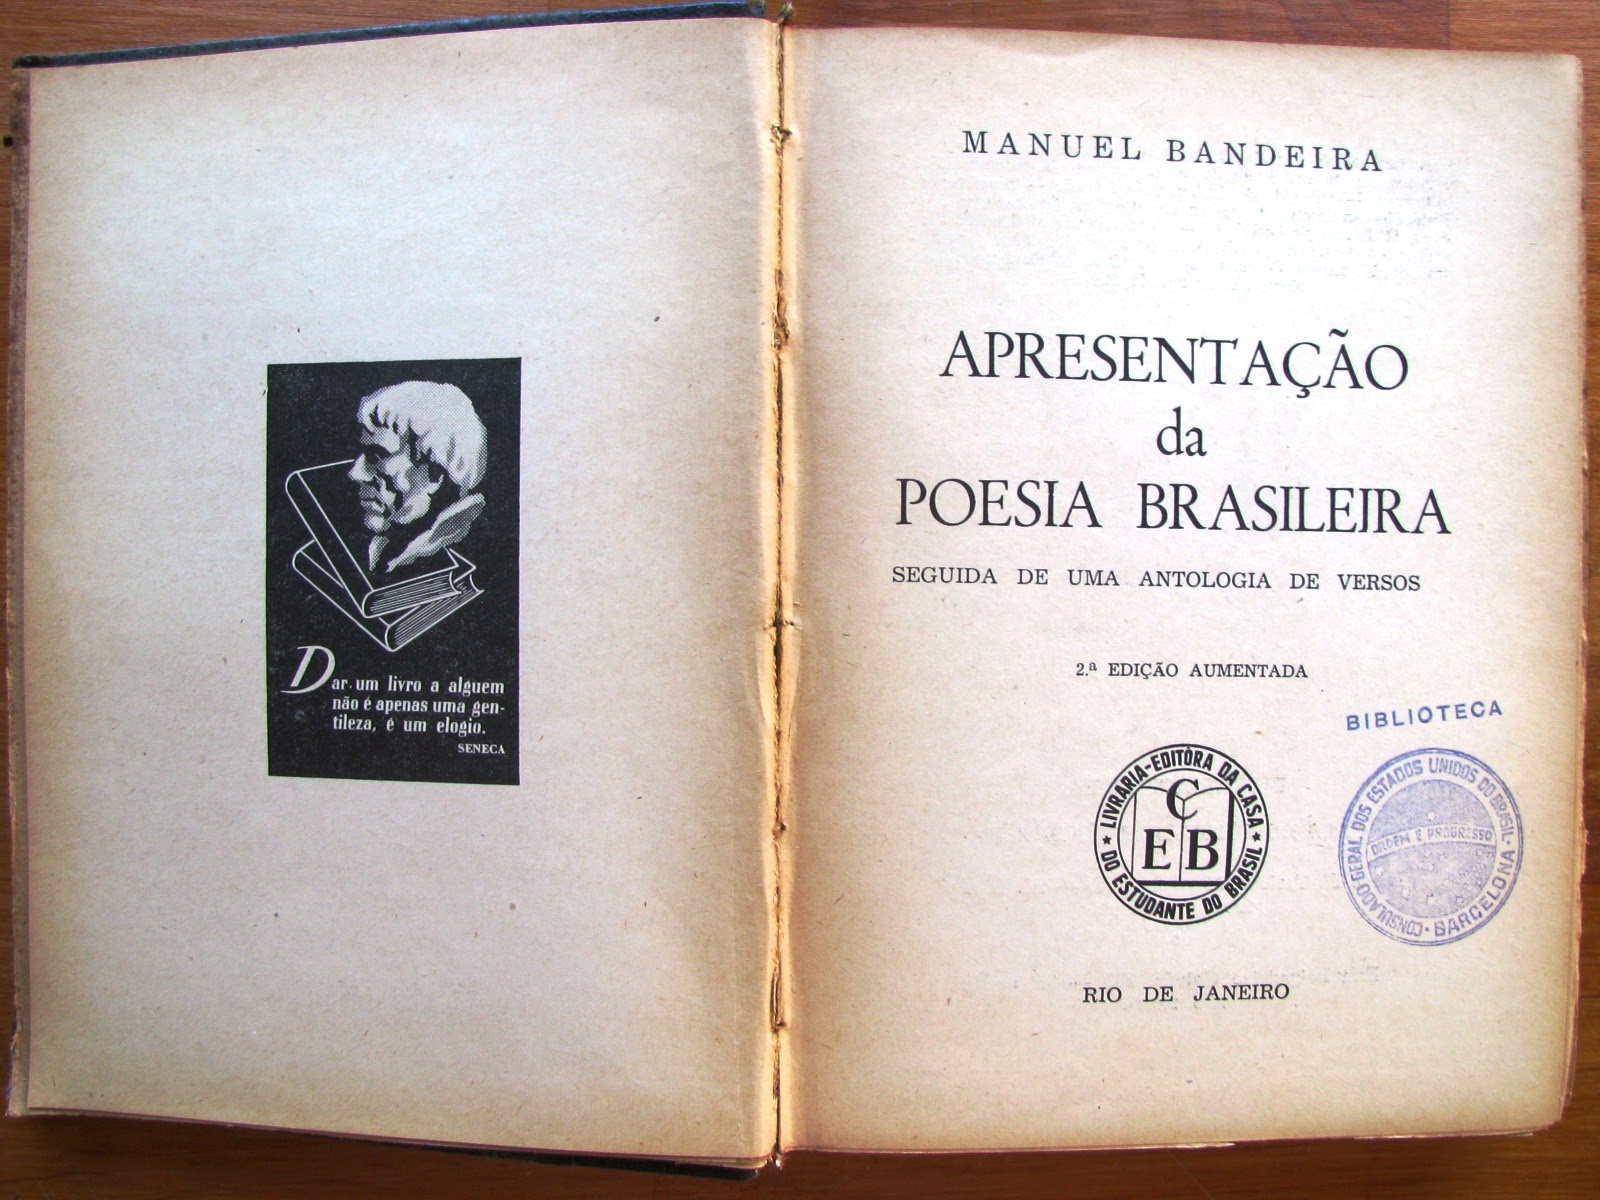 Dar um livro a alguem
não é apenas uma gen-
tileza, é um elogio.
SENECA
MANUEL BANDEIRA
APRESENTAÇÃO
da
POESIA BRASILEIRA
SEGUIDA DE UMA ANTOLOGIA DE VERSOS
2.ª EDIÇÃO AUMENTADA
BIBLIOTECA
LIVRARIA-EDITÔRA DA CASA
DO ESTUDANTE DO BRASIL
C
E B
CONSULADO GERAL DOS ESTADOS UNIDOS DO BRASIL
ORDEM E PROGRESSO
BARCELONA
RIO DE JANEIRO